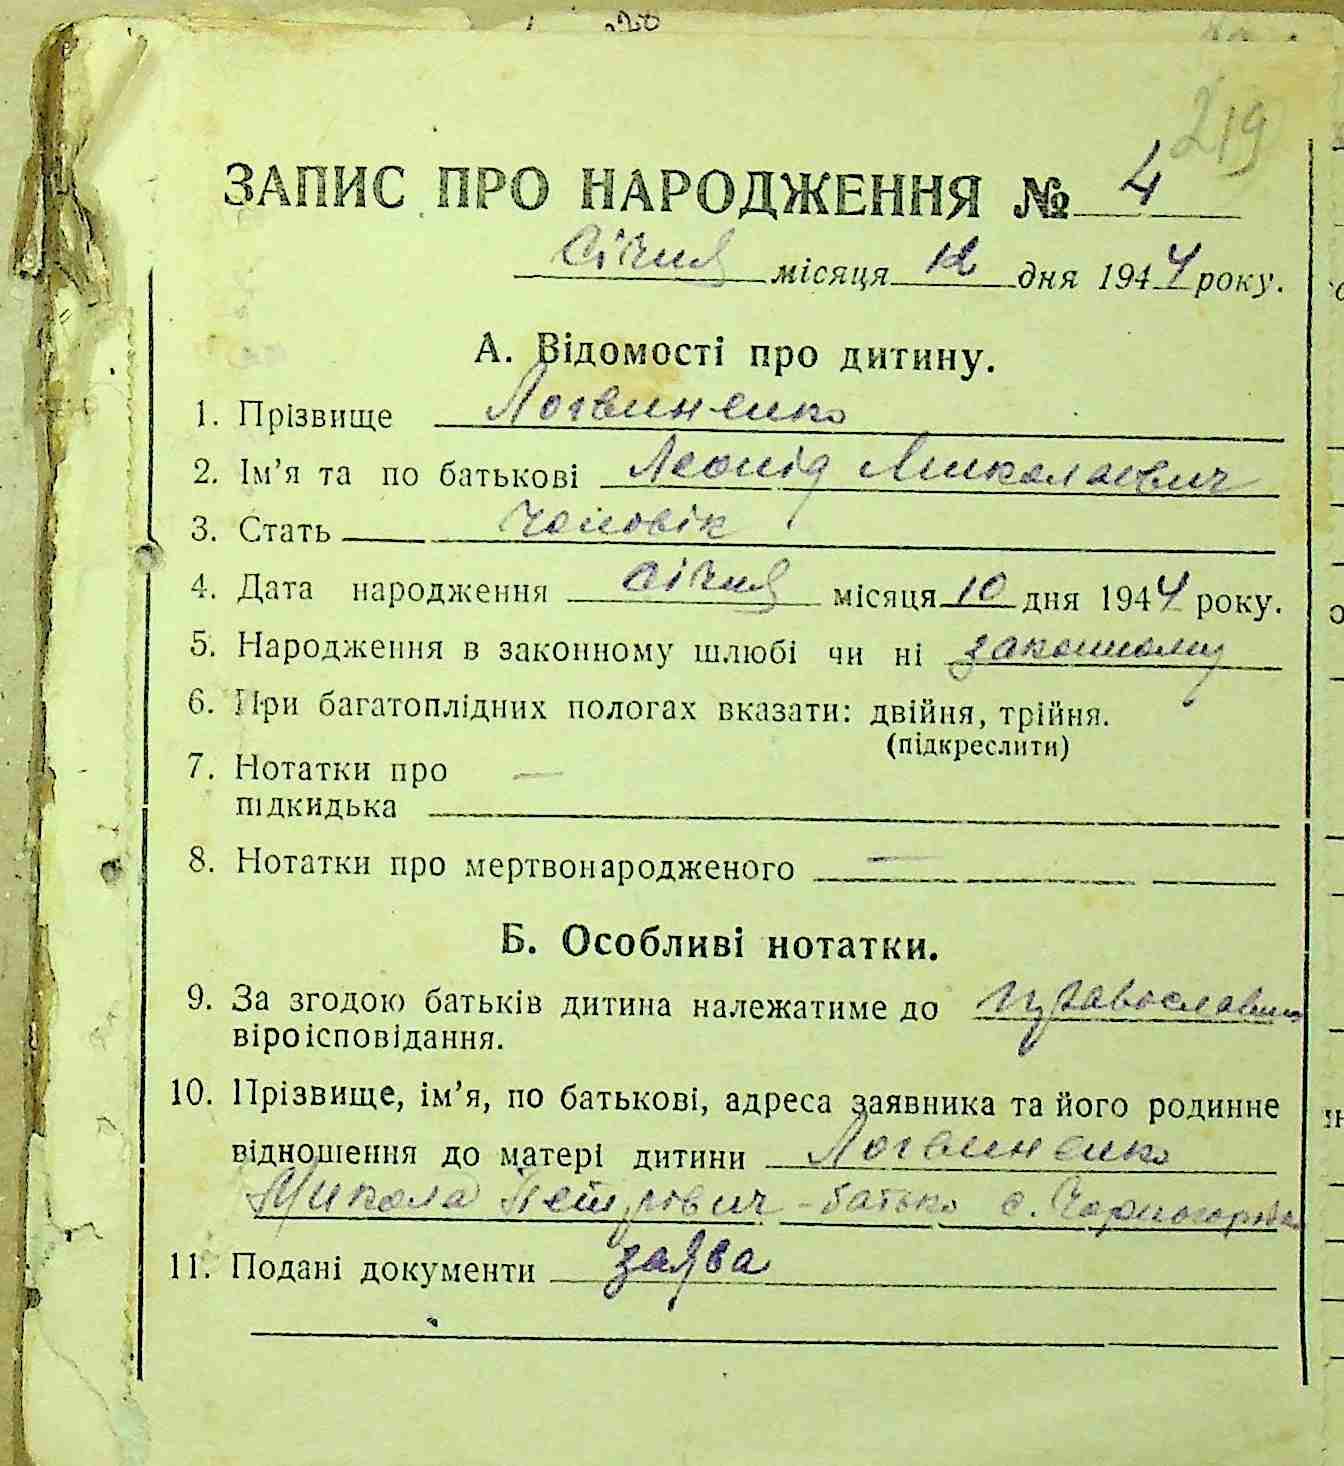 219
ЗАПИС ПРО НАРОДЖЕННЯ № 4
січня місяця 12 дня 1944 року.
А. Відомості про дитину.
1. Прізвище Логвиненко
2. Ім’я та по батькові Леонід Миколаєвич
3. Стать чоловік
4. Дата народження січня місяця 10 дня 1944 року.
5. Народження в законному шлюбі чи ні законному
6. При багатоплідних пологах вказати: двійня, трійня.
(підкреслити)
7. Нотатки про —
підкидька
8. Нотатки про мертвонародженого —
Б. Особливі нотатки.
9. За згодою батьків дитина належатиме до
віроісповідання.
10. Прізвище, ім’я, по батькові, адреса заявника та його родинне
відношення до матері дитини Логвиненко
Микола Петрович - батько с.
11. Подані документи заява